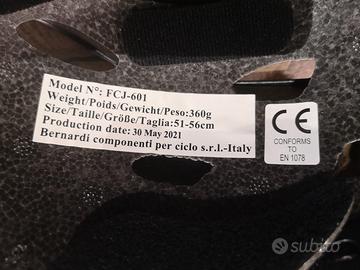 Model N°: FCJ-601
Weight/Poids/Gewicht/Peso:360g
Size/Taille/Größe/Taglia:51-56cm
Production date: 30 May 2021
Bernardi componenti per ciclo s.r.l.-Italy
CE
CONFORMS
TO
EN 1078
subito